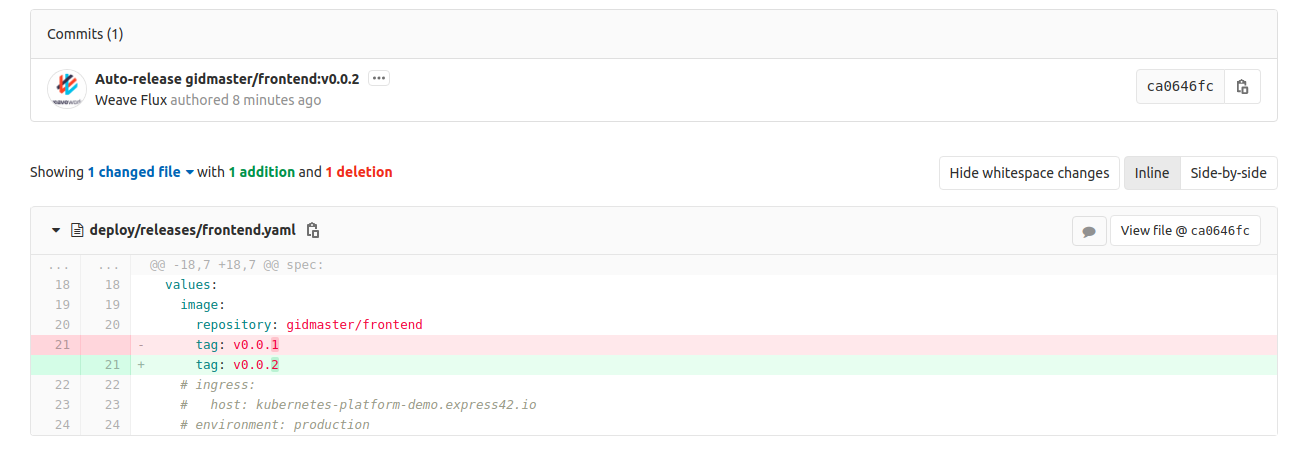 Commits (1)
Auto-release gidmaster/frontend:v0.0.2 ···
Weave Flux authored 8 minutes ago
ca0646fc
Showing 1 changed file with 1 addition and 1 deletion
Hide whitespace changes Inline Side-by-side
deploy/releases/frontend.yaml
View file @ ca0646fc
... ... @@ -18,7 +18,7 @@ spec:
18 18 values:
19 19 image:
20 20 repository: gidmaster/frontend
21 - tag: v0.0.1
21 + tag: v0.0.2
22 22 # ingress:
23 23 #   host: kubernetes-platform-demo.express42.io
24 24 # environment: production